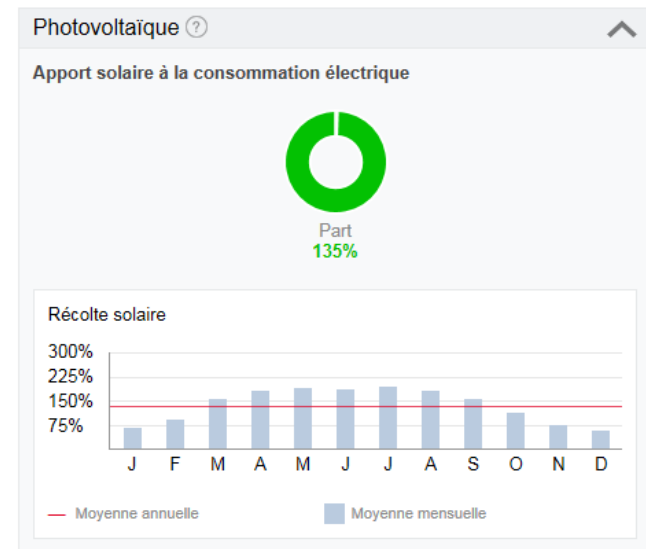 Photovoltaïque ?
Apport solaire à la consommation électrique
Part
135%
Récolte solaire
300%
225%
150%
75%
J F M A M J J A S O N D
Moyenne annuelle Moyenne mensuelle